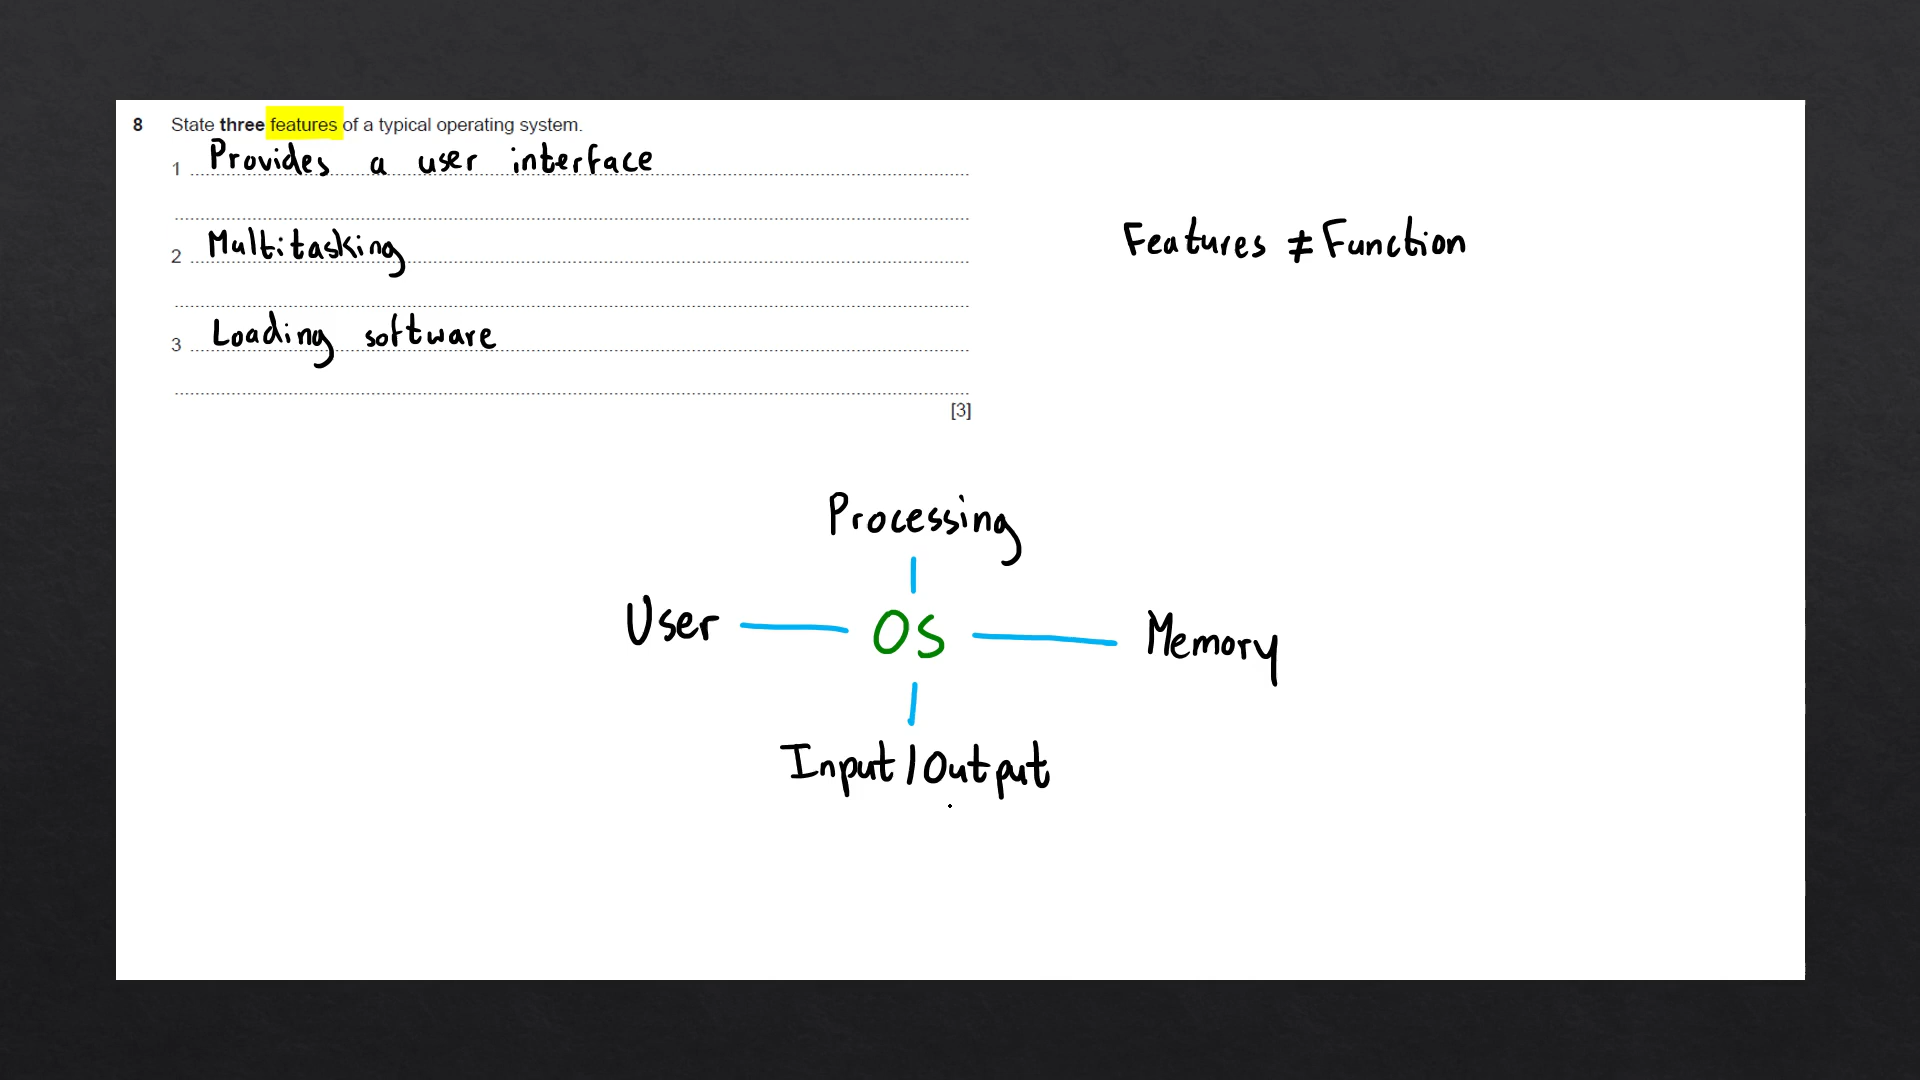 8 State three features of a typical operating system.
1 Provides a user interface
2 Multitasking
3 Loading software
[3]
Features ≠ Function
Processing
User OS Memory
Input/Output